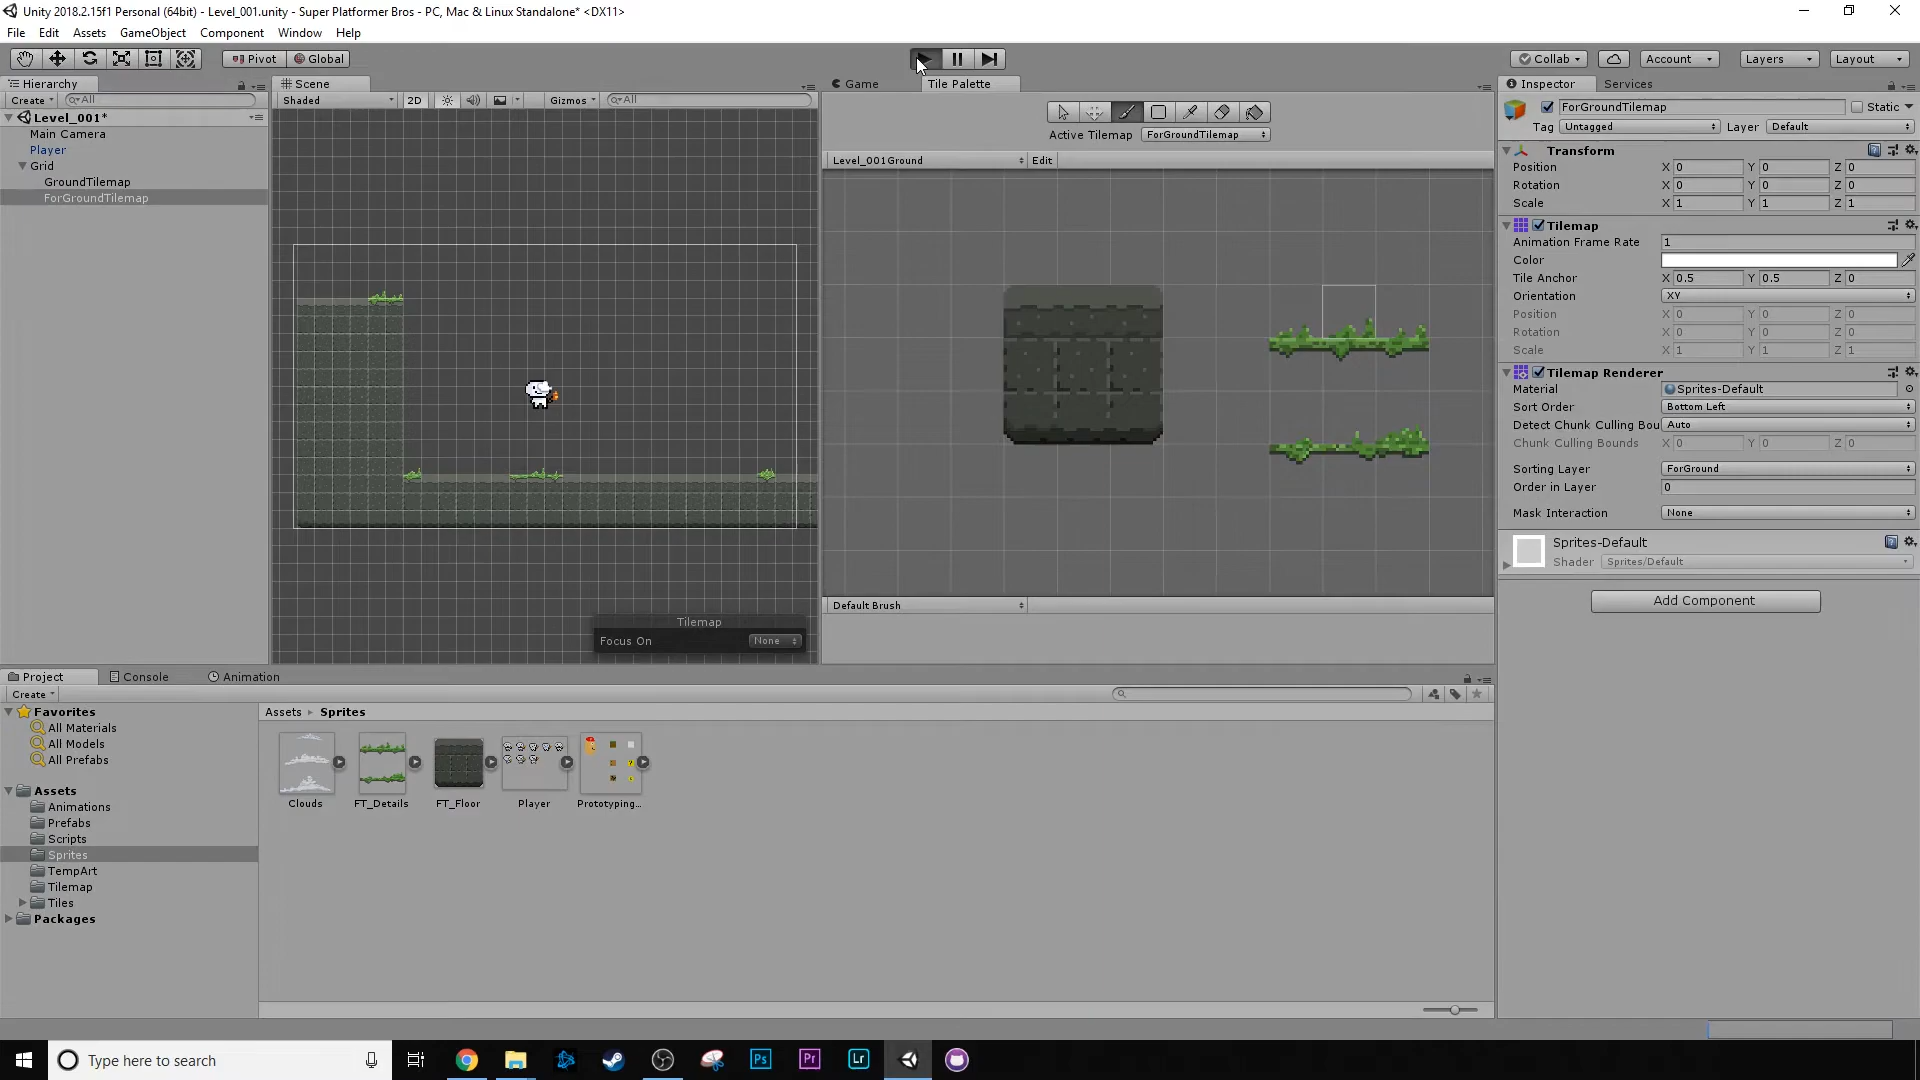 Unity 2018.2.15f1 Personal (64bit) - Level_001.unity - Super Platformer Bros - PC, Mac & Linux Standalone* <DX11>
File Edit Assets GameObject Component Window Help
Pivot Global Collab Account Layers Layout
Hierarchy Scene Game Tile Palette Inspector Services
Create All Shaded 2D Gizmos All
ForGroundTilemap Static
Level_001*
Tag Untagged Layer Default
Main Camera
Active Tilemap ForGroundTilemap
Player
Transform
Grid
Level_001Ground Edit
Position X 0 Y 0 Z 0
GroundTilemap
Rotation X 0 Y 0 Z 0
ForGroundTilemap
Scale X 1 Y 1 Z 1
Tilemap
Animation Frame Rate 1
Color
Tile Anchor X 0.5 Y 0.5 Z 0
Orientation XY
Position X 0 Y 0 Z 0
Rotation X 0 Y 0 Z 0
Scale X 1 Y 1 Z 1
Tilemap Renderer
Material Sprites-Default
Sort Order Bottom Left
Detect Chunk Culling Bou Auto
Chunk Culling Bounds X 0 Y 0 Z 0
Sorting Layer ForGround
Order in Layer 0
Mask Interaction None
Sprites-Default
Shader Sprites/Default
Add Component
Default Brush
Tilemap
Focus On None
Project Console Animation
Create
Favorites
All Materials
All Models
All Prefabs
Assets ▸ Sprites
Assets
Animations
Prefabs
Scripts
Sprites
TempArt
Tilemap
Tiles
Packages
Clouds FT_Details FT_Floor Player Prototyping...
Type here to search
Ps Pr Lr